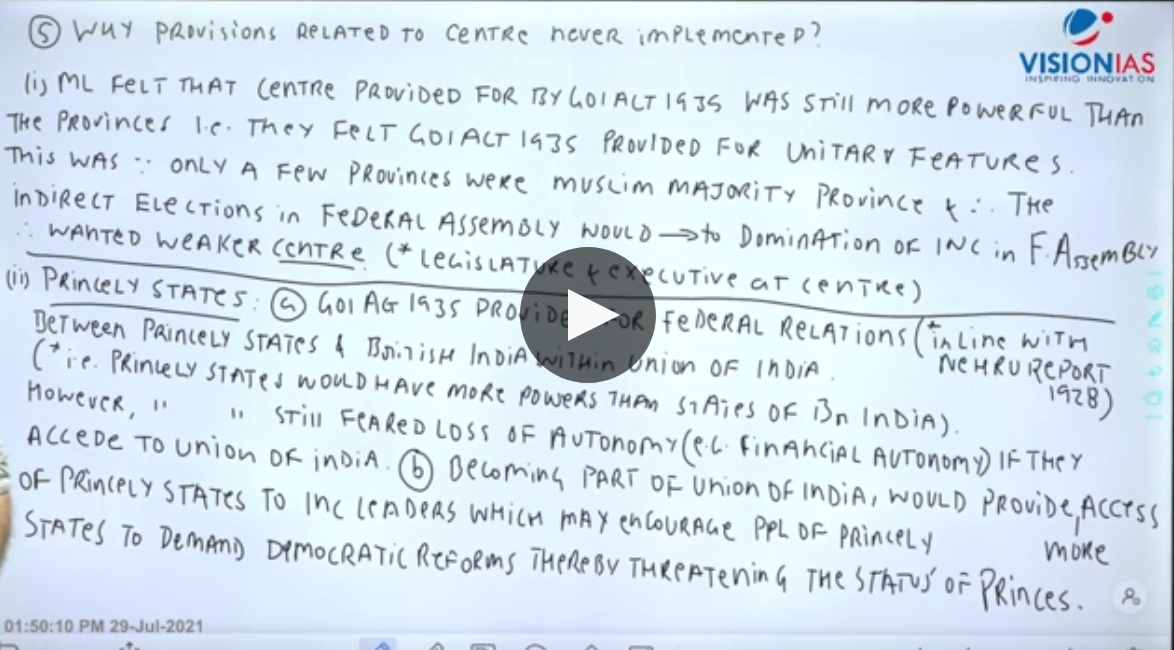 ⑤ WHY PROVISIONS RELATED TO CENTRE NEVER IMPLEMENTED?
VISIONIAS
INSPIRING INNOVATION
(i) ML FELT THAT CENTRE PROVIDED FOR BY GOI ACT 1935 WAS STILL MORE POWERFUL THAN
THE PROVINCES I.e. THEY FELT GOI ACT 1935 PROVIDED FOR UNITARY FEATURES.
THIS WAS ∵ ONLY A FEW PROVINCES WERE MUSLIM MAJORITY PROVINCE & ∴ THE
INDIRECT ELECTIONS in FEDERAL ASSEMBLY WOULD → to DOMINATION OF INC in F. ASSEMBLY
∴ WANTED WEAKER CENTRE (* LEGISLATURE & EXECUTIVE at CENTRE)
(ii) PRINCELY STATES: ⓐ GOI AG 1935 PROVIDE FOR FEDERAL RELATIONS (* in Line WITH
BETWEEN PRINCELY STATES & BRITISH INDIA WITHIN UNION OF INDIA. NEHRU REPORT
1928)
(* i.e. PRINCELY STATES WOULD HAVE MORE POWERS THAN STATES OF Bn INDIA).
HOWEVER, " " STILL FEARED LOSS OF AUTONOMY (e.g. FINANCIAL AUTONOMY) IF THEY
ACCEDE TO UNION OF INDIA. ⓑ BECOMING PART OF UNION OF INDIA, WOULD PROVIDE, ACCESS
more
OF PRINCELY STATES TO INC LEADERS WHICH MAY ENCOURAGE PPL OF PRINCELY
STATES TO DEMAND DEMOCRATIC REFORMS THEREBY THREATENING THE STATUS OF PRINCES.
01:50:10 PM 29-Jul-2021